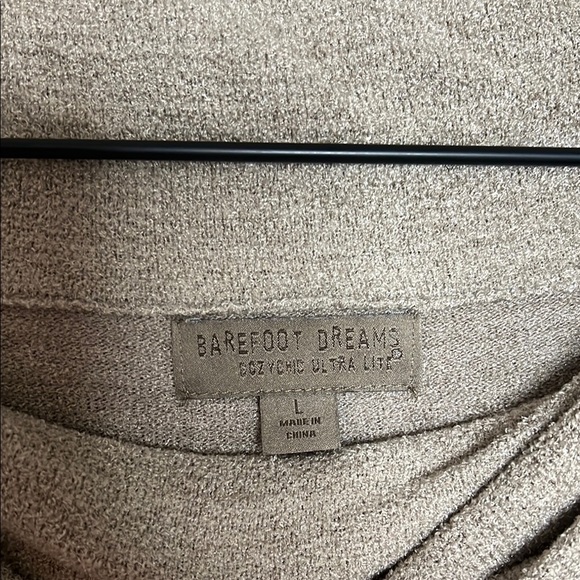 BAREFOOT DREAMS®
COZYCHIC ULTRA LITE
L
MADE IN
CHINA